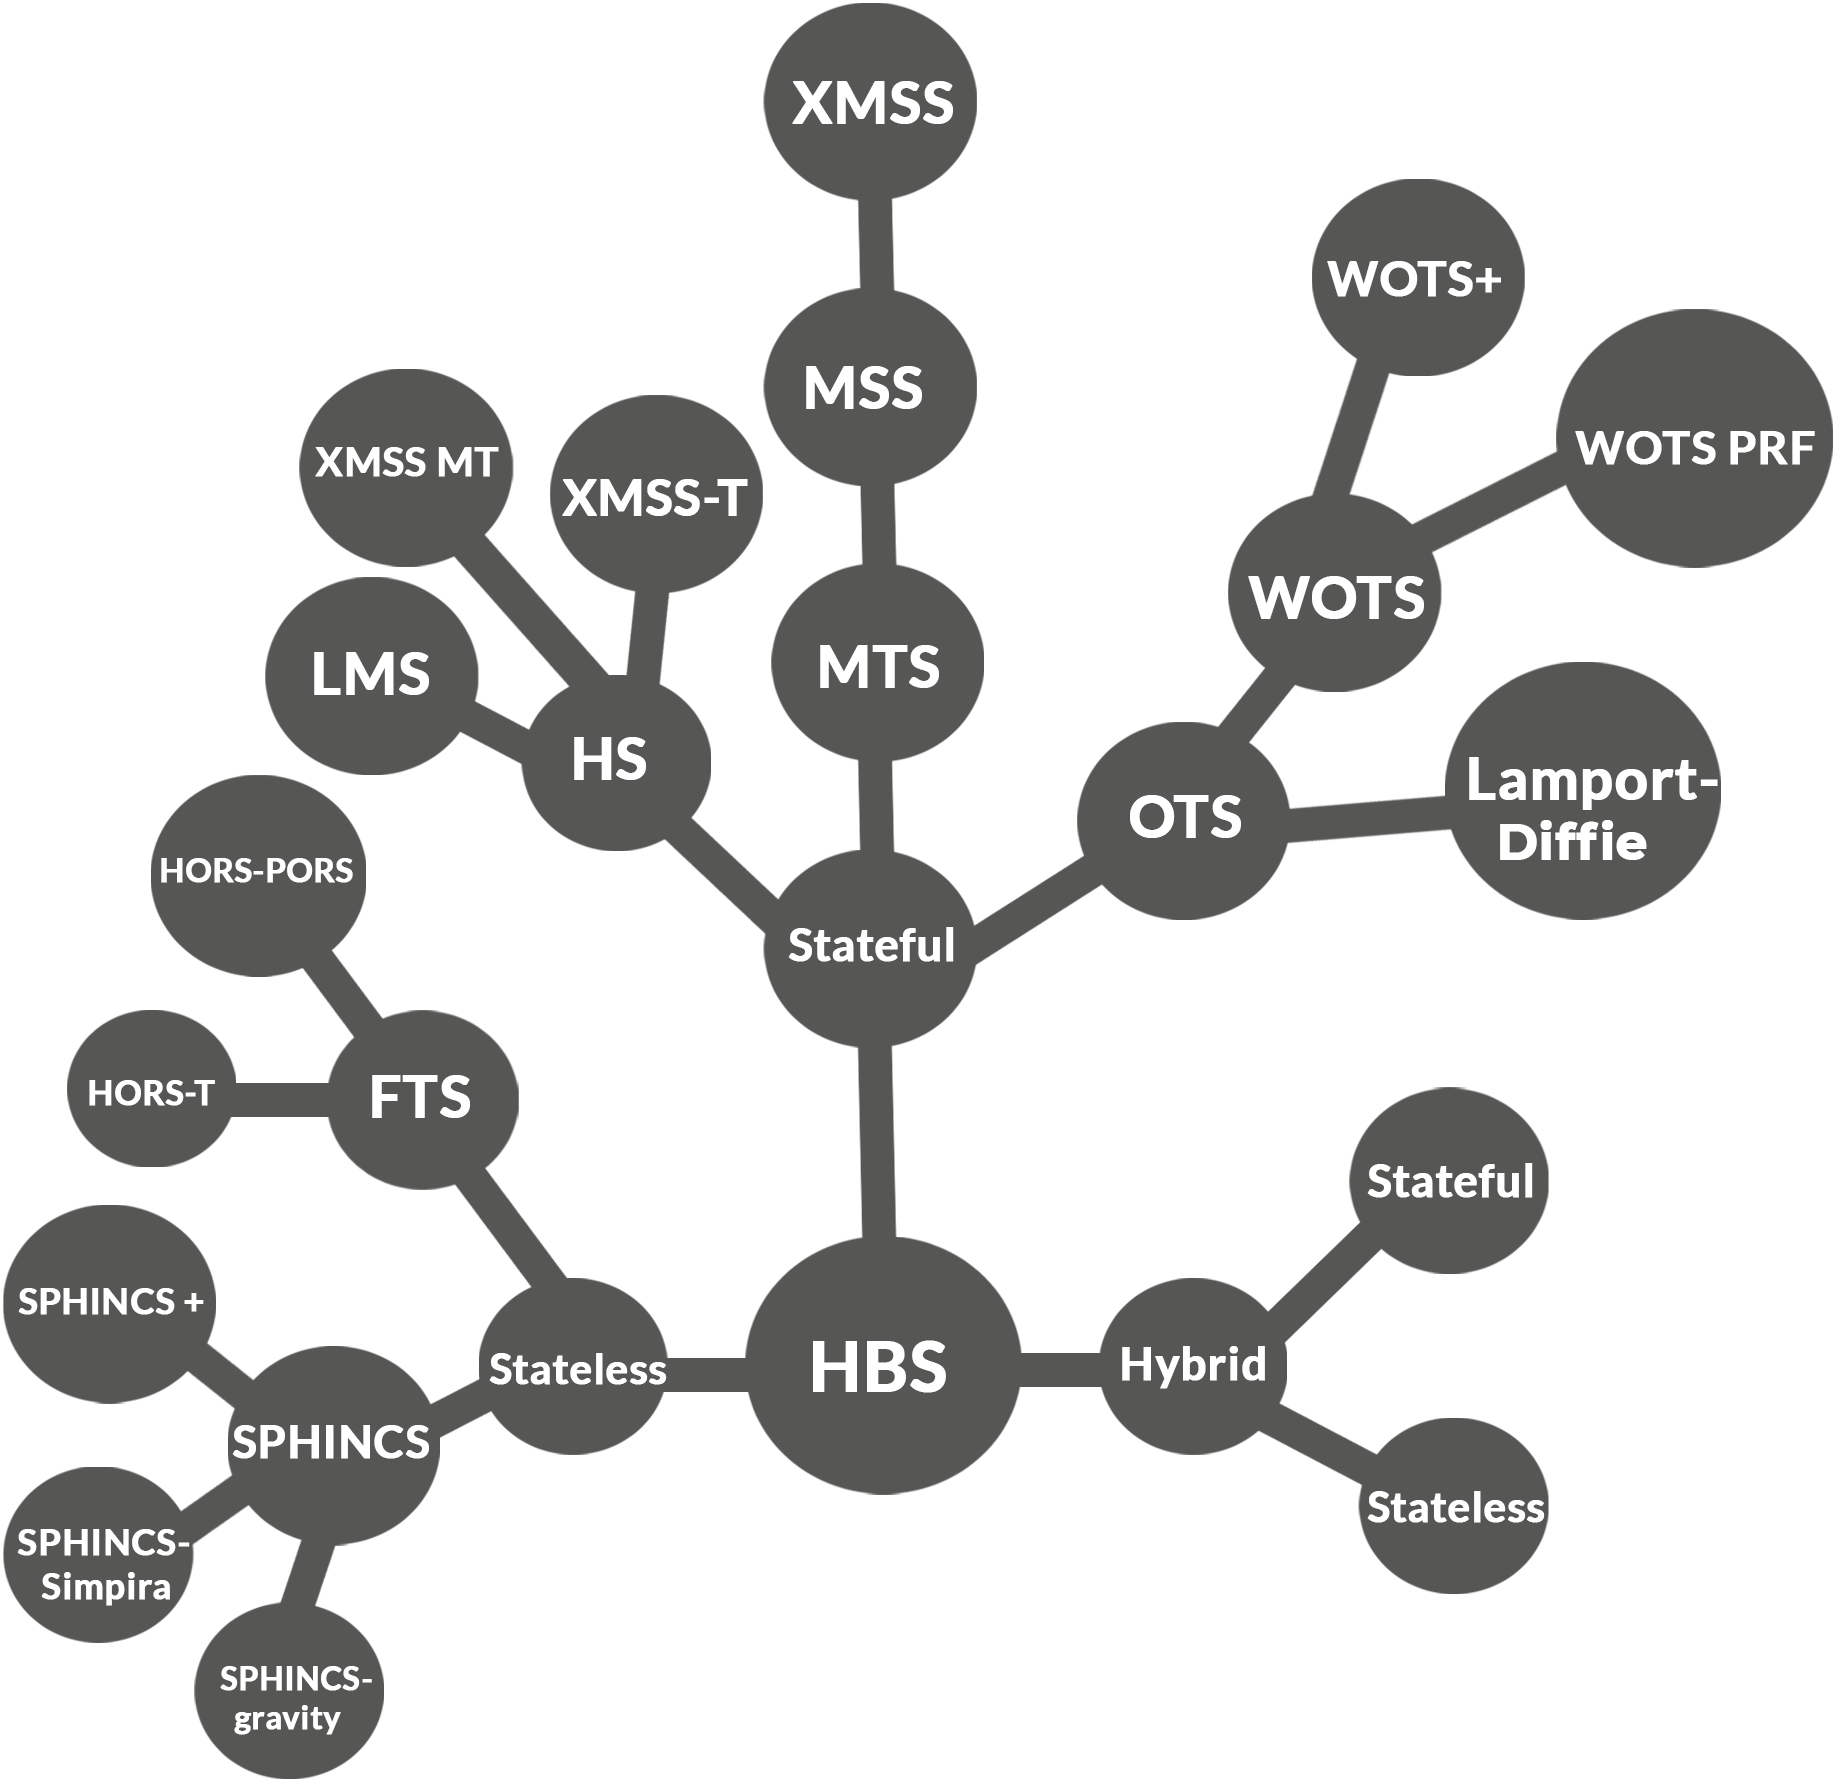 XMSS
WOTS+
MSS
WOTS PRF
XMSS MT
XMSS-T
WOTS
MTS
LMS
HS
Lamport-
Diffie
OTS
HORS-PORS
Stateful
HORS-T
FTS
Stateful
SPHINCS +
Stateless
HBS
Hybrid
SPHINCS
Stateless
SPHINCS-
Simpira
SPHINCS-
gravity